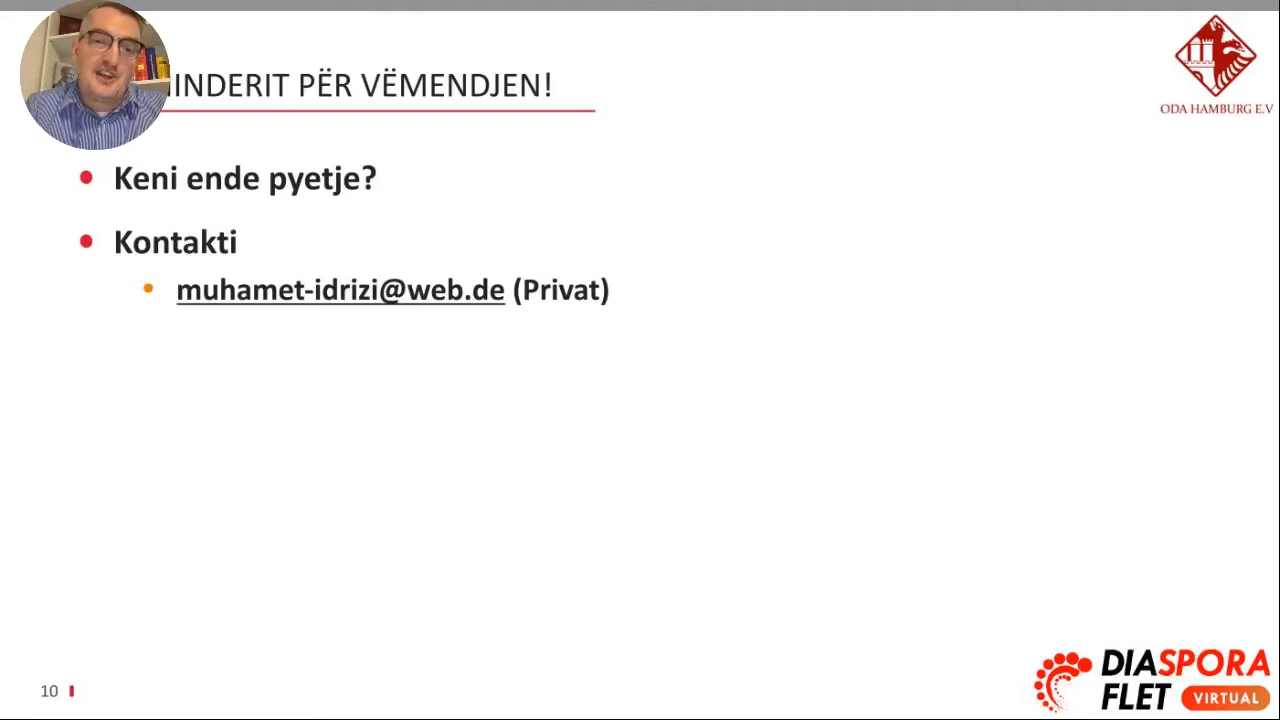 INDERIT PËR VËMENDJEN!
ODA HAMBURG E.V
Keni ende pyetje?
Kontakti
muhamet-idrizi@web.de (Privat)
10
DIASPORA
FLET VIRTUAL